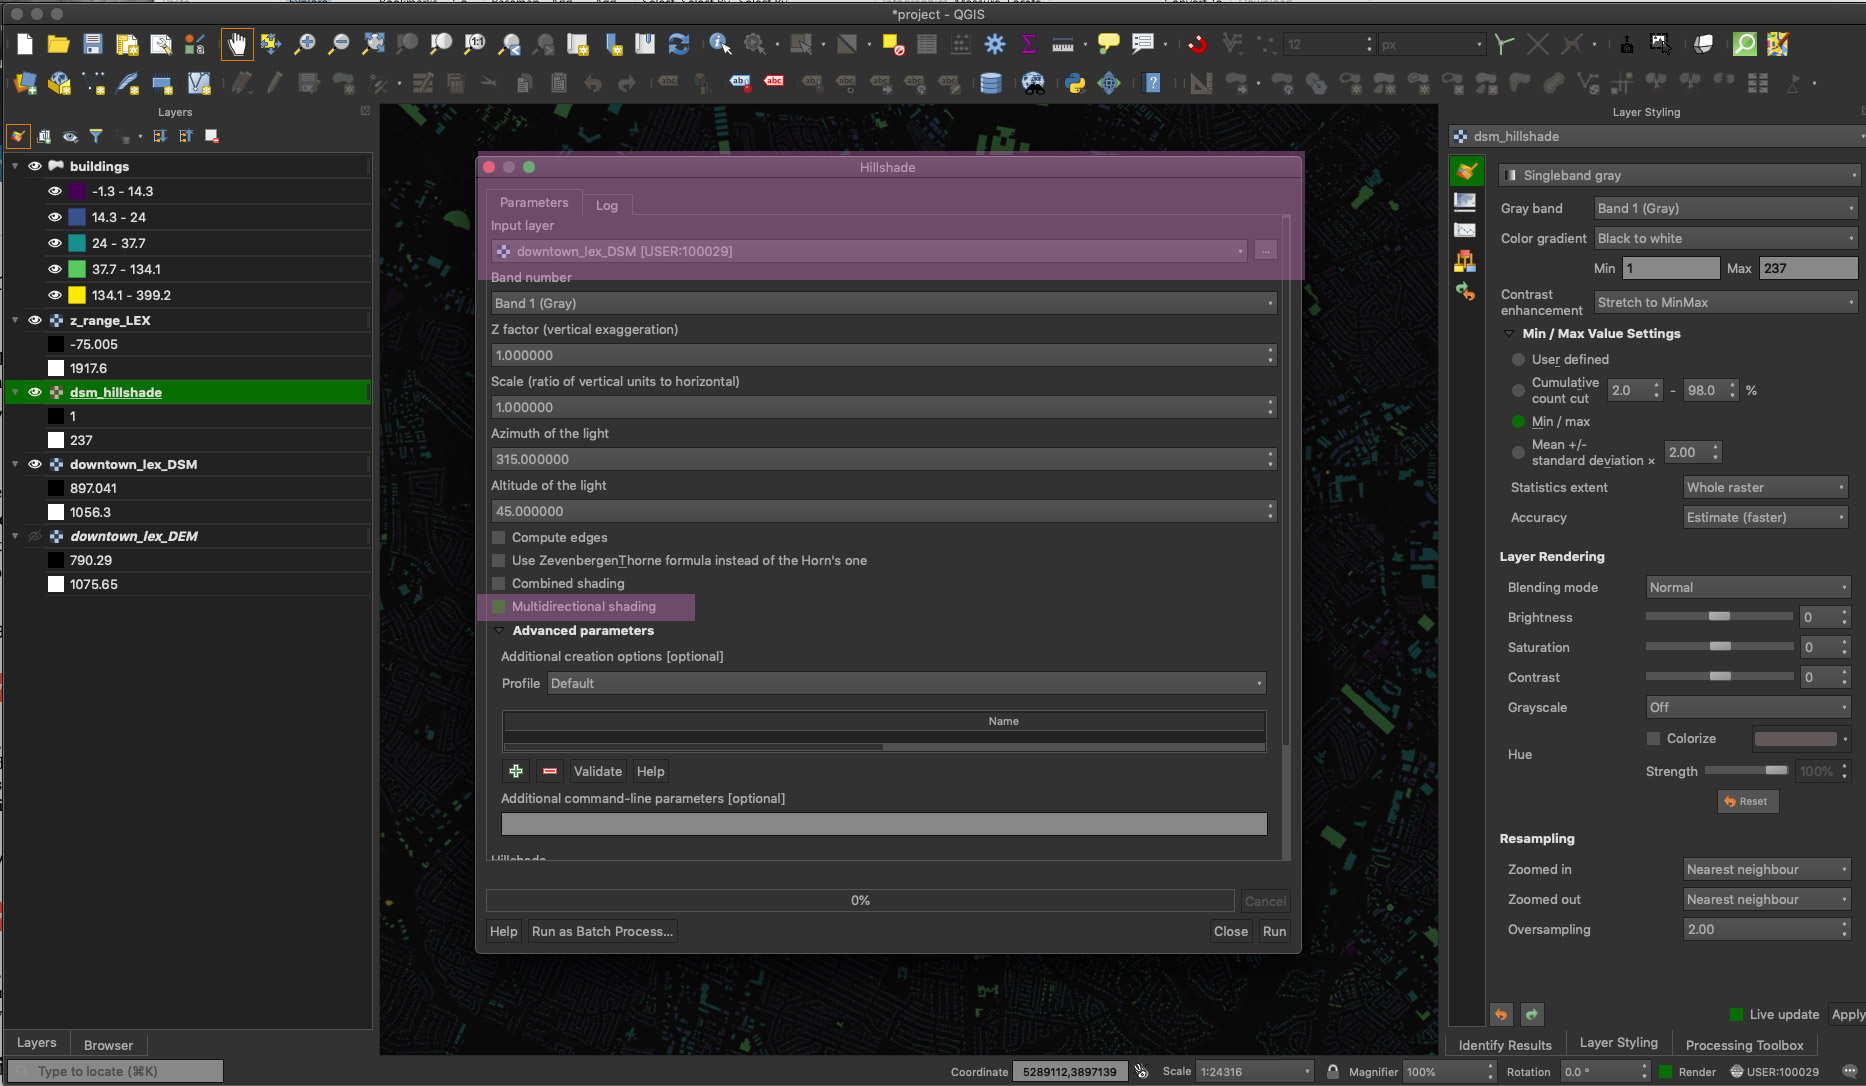 *project - QGIS
12
px
Layers
buildings
-1.3 - 14.3
14.3 - 24
24 - 37.7
37.7 - 134.1
134.1 - 399.2
z_range_LEX
-75.005
1917.6
dsm_hillshade
1
237
downtown_lex_DSM
897.041
1056.3
downtown_lex_DEM
790.29
1075.65
Layers
Browser
Type to locate (⌘K)
Hillshade
Parameters
Log
Input layer
downtown_lex_DSM [USER:100029]
...
Band number
Band 1 (Gray)
Z factor (vertical exaggeration)
1.000000
Scale (ratio of vertical units to horizontal)
1.000000
Azimuth of the light
315.000000
Altitude of the light
45.000000
Compute edges
Use ZevenbergenThorne formula instead of the Horn's one
Combined shading
Multidirectional shading
Advanced parameters
Additional creation options [optional]
Profile Default
Name
Validate Help
Additional command-line parameters [optional]
Hillshade
0%
Cancel
Help
Run as Batch Process...
Close
Run
Layer Styling
dsm_hillshade
Singleband gray
Gray band Band 1 (Gray)
Color gradient Black to white
Min 1 Max 237
Contrast
enhancement Stretch to MinMax
Min / Max Value Settings
User defined
Cumulative
count cut 2.0 - 98.0 %
Min / max
Mean +/-
standard deviation × 2.00
Statistics extent Whole raster
Accuracy Estimate (faster)
Layer Rendering
Blending mode Normal
Brightness 0
Saturation 0
Contrast 0
Grayscale Off
Hue
Colorize
Strength 100%
Reset
Resampling
Zoomed in Nearest neighbour
Zoomed out Nearest neighbour
Oversampling 2.00
Live update Apply
Identify Results Layer Styling Processing Toolbox
Coordinate 5289112,3897139 Scale 1:24316 Magnifier 100% Rotation 0.0 ° Render USER:100029